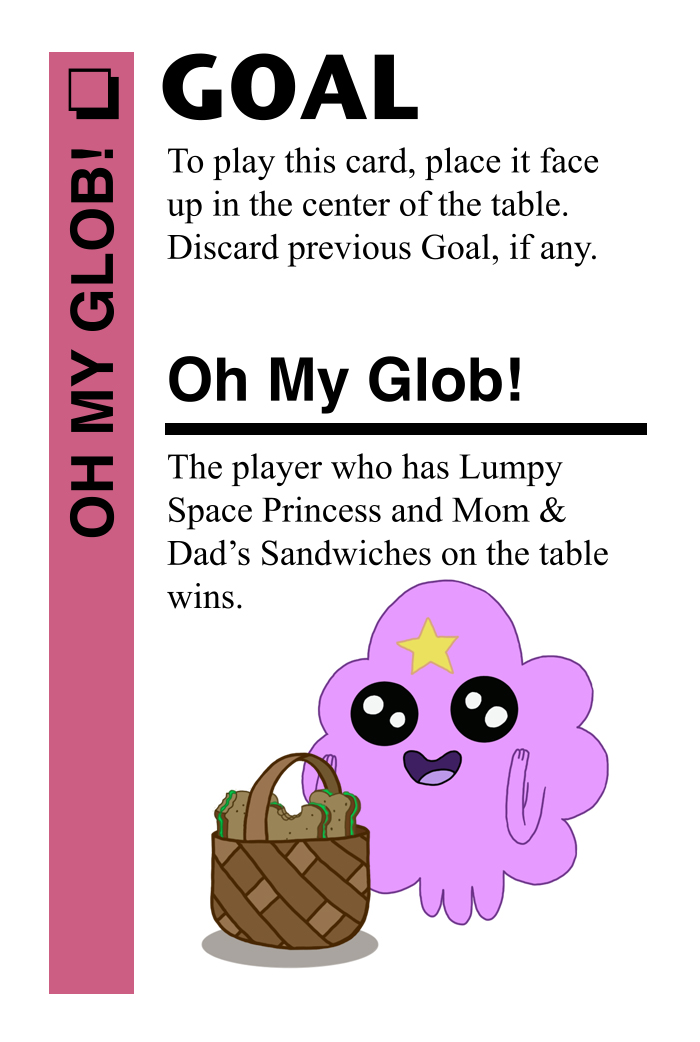 OH MY GLOB!
GOAL
To play this card, place it face
up in the center of the table.
Discard previous Goal, if any.
Oh My Glob!
The player who has Lumpy
Space Princess and Mom &
Dad’s Sandwiches on the table
wins.